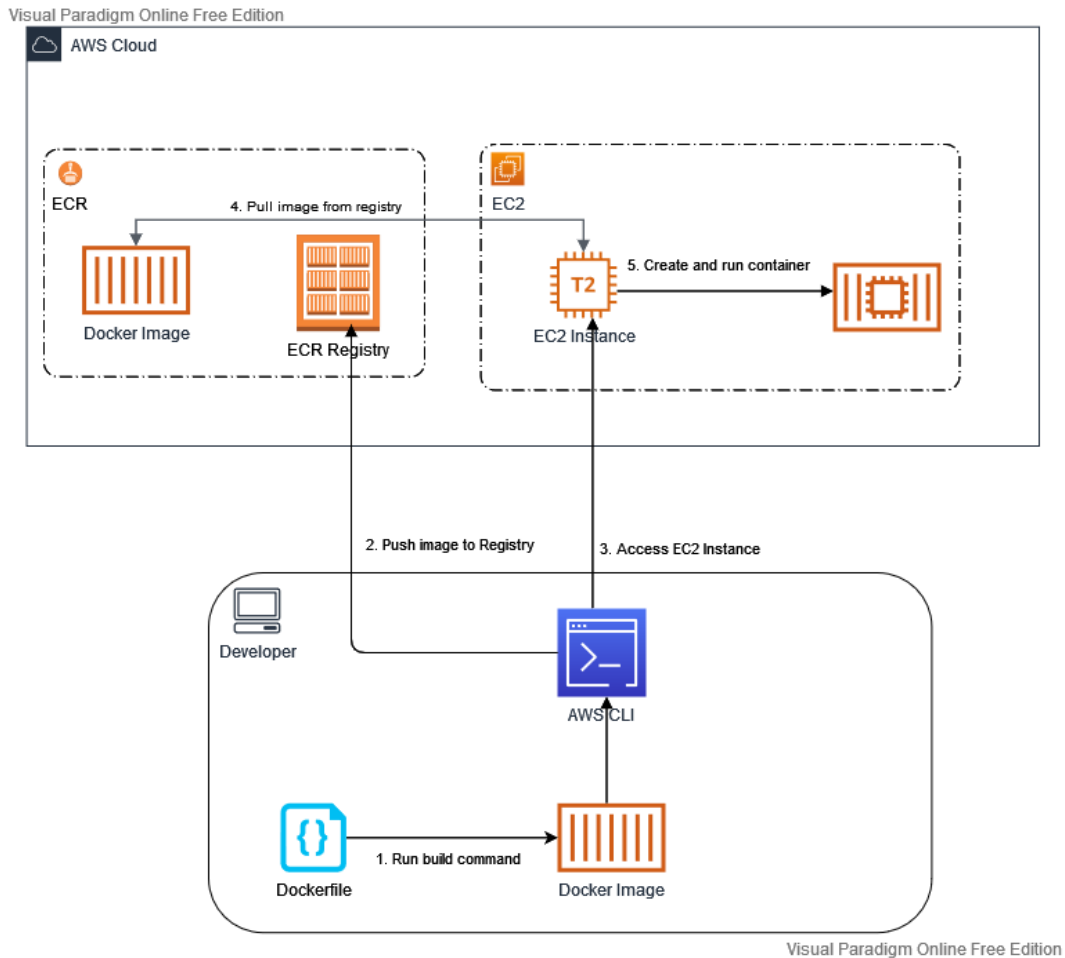 Visual Paradigm Online Free Edition
AWS Cloud
ECR
4. Pull image from registry
EC2
T2
5. Create and run container
Docker Image
ECR Registry
EC2 Instance
2. Push image to Registry
3. Access EC2 Instance
Developer
AWS CLI
{}
1. Run build command
Dockerfile
Docker Image
Visual Paradigm Online Free Edition